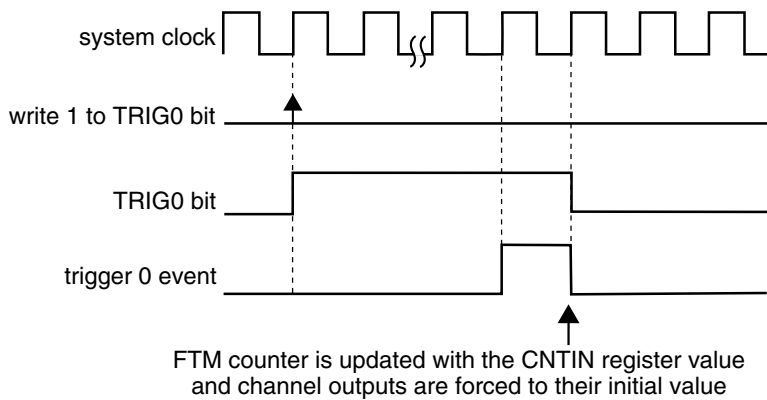 system clock
write 1 to TRIG0 bit
TRIG0 bit
trigger 0 event
FTM counter is updated with the CNTIN register value
and channel outputs are forced to their initial value